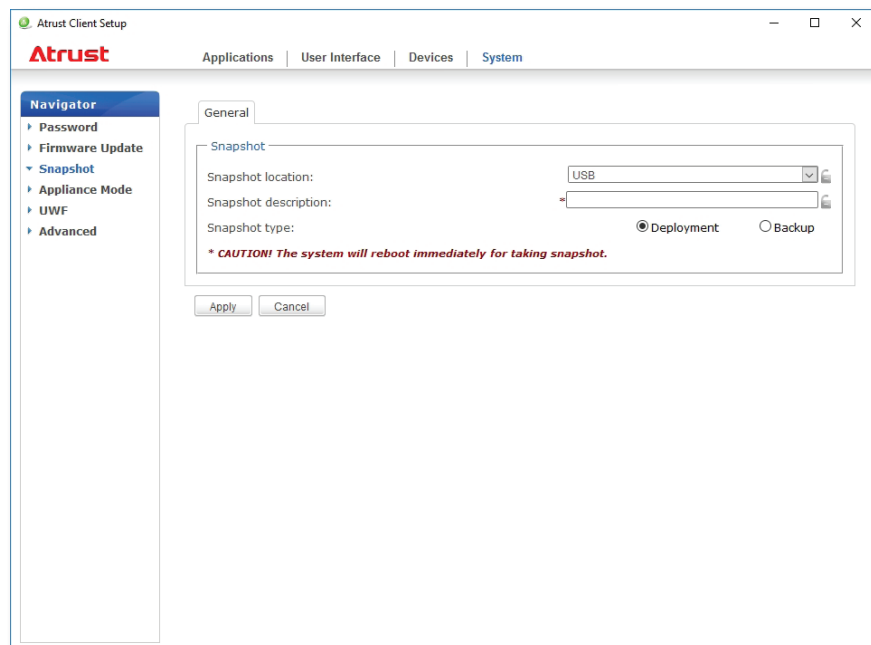 Atrust Client Setup
Atrust
Applications
User Interface
Devices
System
Navigator
Password
Firmware Update
Snapshot
Appliance Mode
UWF
Advanced
General
Snapshot
Snapshot location:
USB
Snapshot description:
*
Snapshot type:
Deployment
Backup
* CAUTION! The system will reboot immediately for taking snapshot.
Apply
Cancel